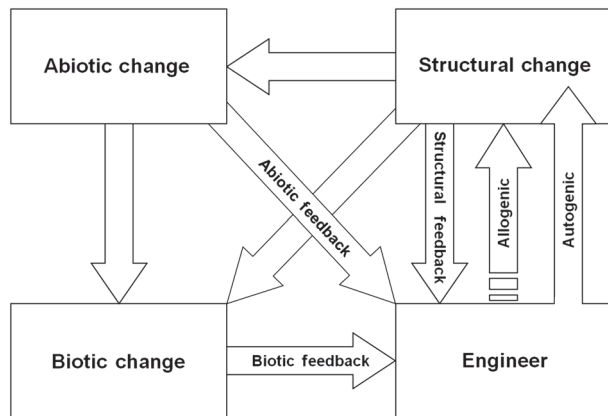 Abiotic change
Structural change
Abiotic feedback
Structural feedback
Allogenic
Autogenic
Biotic change
Biotic feedback
Engineer